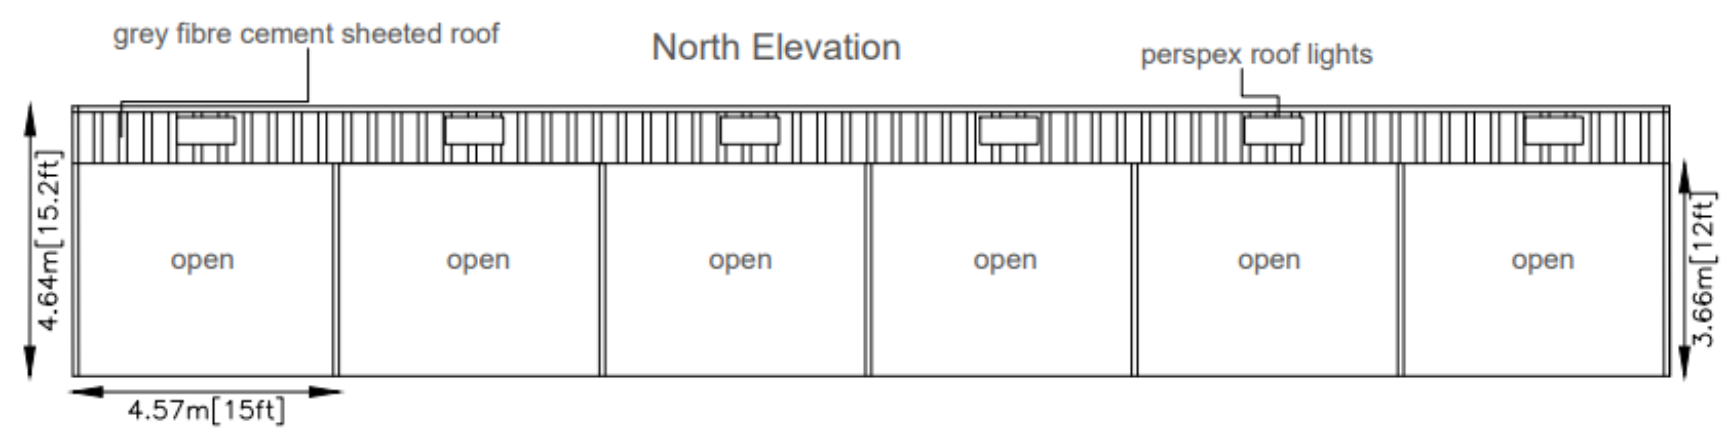 grey fibre cement sheeted roof
North Elevation
perspex roof lights
4.64m[15.2ft]
open
open
open
open
open
open
3.66m[12ft]
4.57m[15ft]